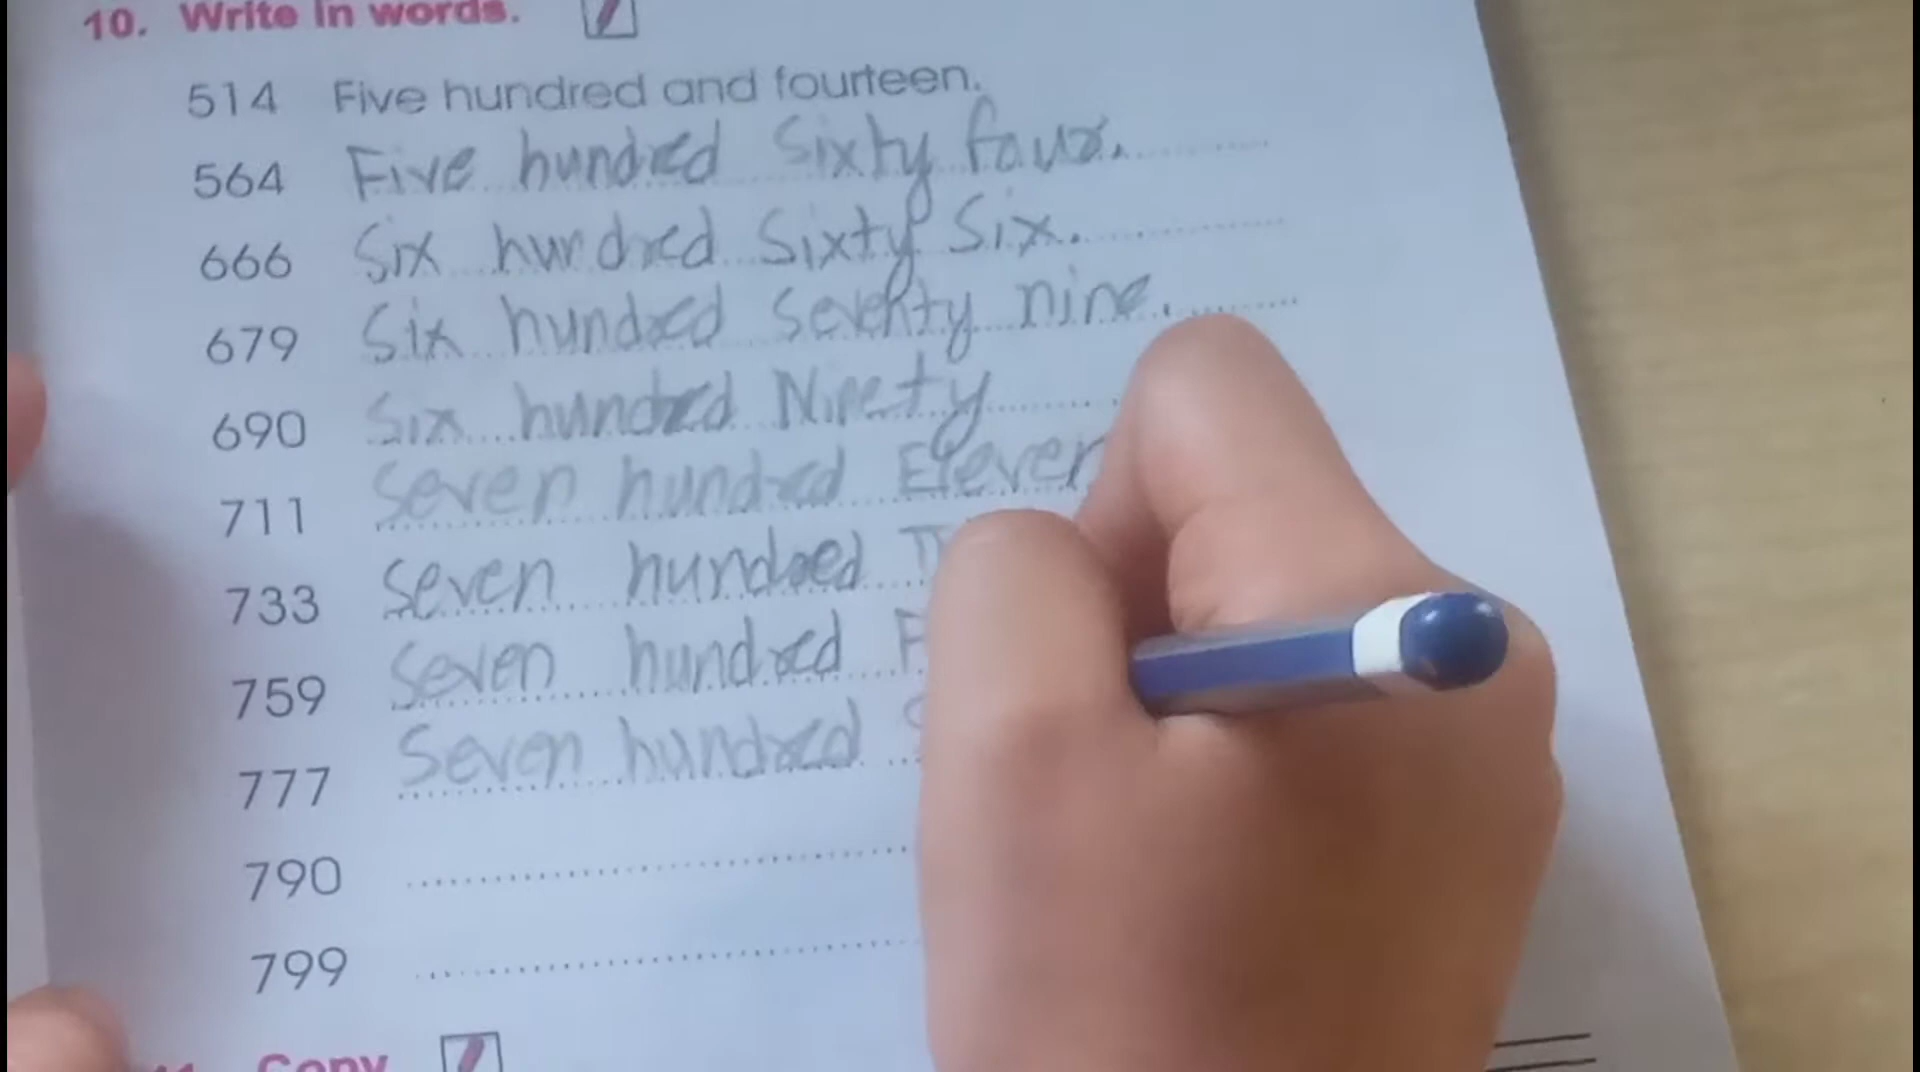 10. Write in words.
514 Five hundred and fourteen.
564 Five hundred Sixty four.
666 Six hundred Sixty Six.
679 Six hundred Seventy nine.
690 Six hundred Ninety
711 Seven hundred Eleven
733 Seven hundred
759 Seven hundred
777 Seven hundred
790
799
Copy